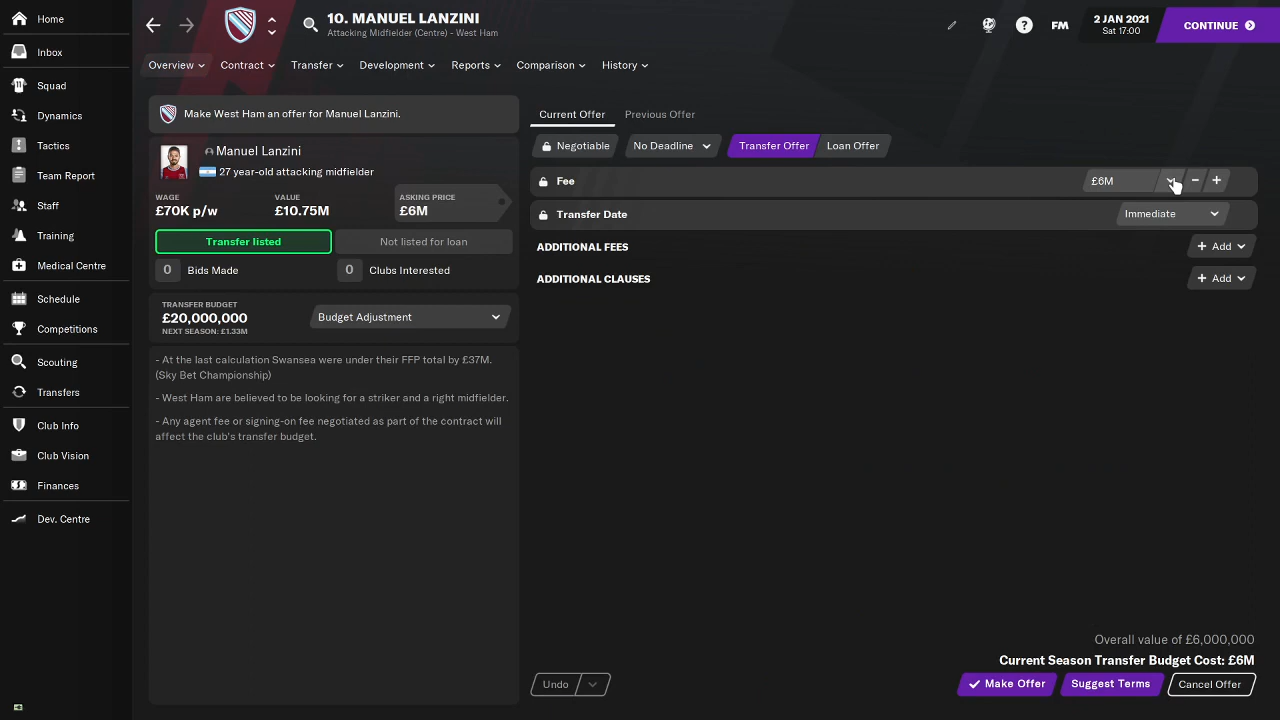 Home
Inbox
Squad
Dynamics
Tactics
Team Report
Staff
Training
Medical Centre
Schedule
Competitions
Scouting
Transfers
Club Info
Club Vision
Finances
Dev. Centre
10. MANUEL LANZINI
Attacking Midfielder (Centre) - West Ham
FM
2 JAN 2021
Sat 17:00
CONTINUE
Overview
Contract
Transfer
Development
Reports
Comparison
History
Make West Ham an offer for Manuel Lanzini.
Manuel Lanzini
27 year-old attacking midfielder
WAGE
£70K p/w
VALUE
£10.75M
ASKING PRICE
£6M
Transfer listed
Not listed for loan
0 Bids Made
0 Clubs Interested
TRANSFER BUDGET
£20,000,000
NEXT SEASON: £1.33M
Budget Adjustment
- At the last calculation Swansea were under their FFP total by £37M.
(Sky Bet Championship)
- West Ham are believed to be looking for a striker and a right midfielder.
- Any agent fee or signing-on fee negotiated as part of the contract will
affect the club's transfer budget.
Current Offer
Previous Offer
Negotiable
No Deadline
Transfer Offer
Loan Offer
Fee
£6M
Transfer Date
Immediate
ADDITIONAL FEES
+ Add
ADDITIONAL CLAUSES
+ Add
Overall value of £6,000,000
Current Season Transfer Budget Cost: £6M
Undo
Make Offer
Suggest Terms
Cancel Offer